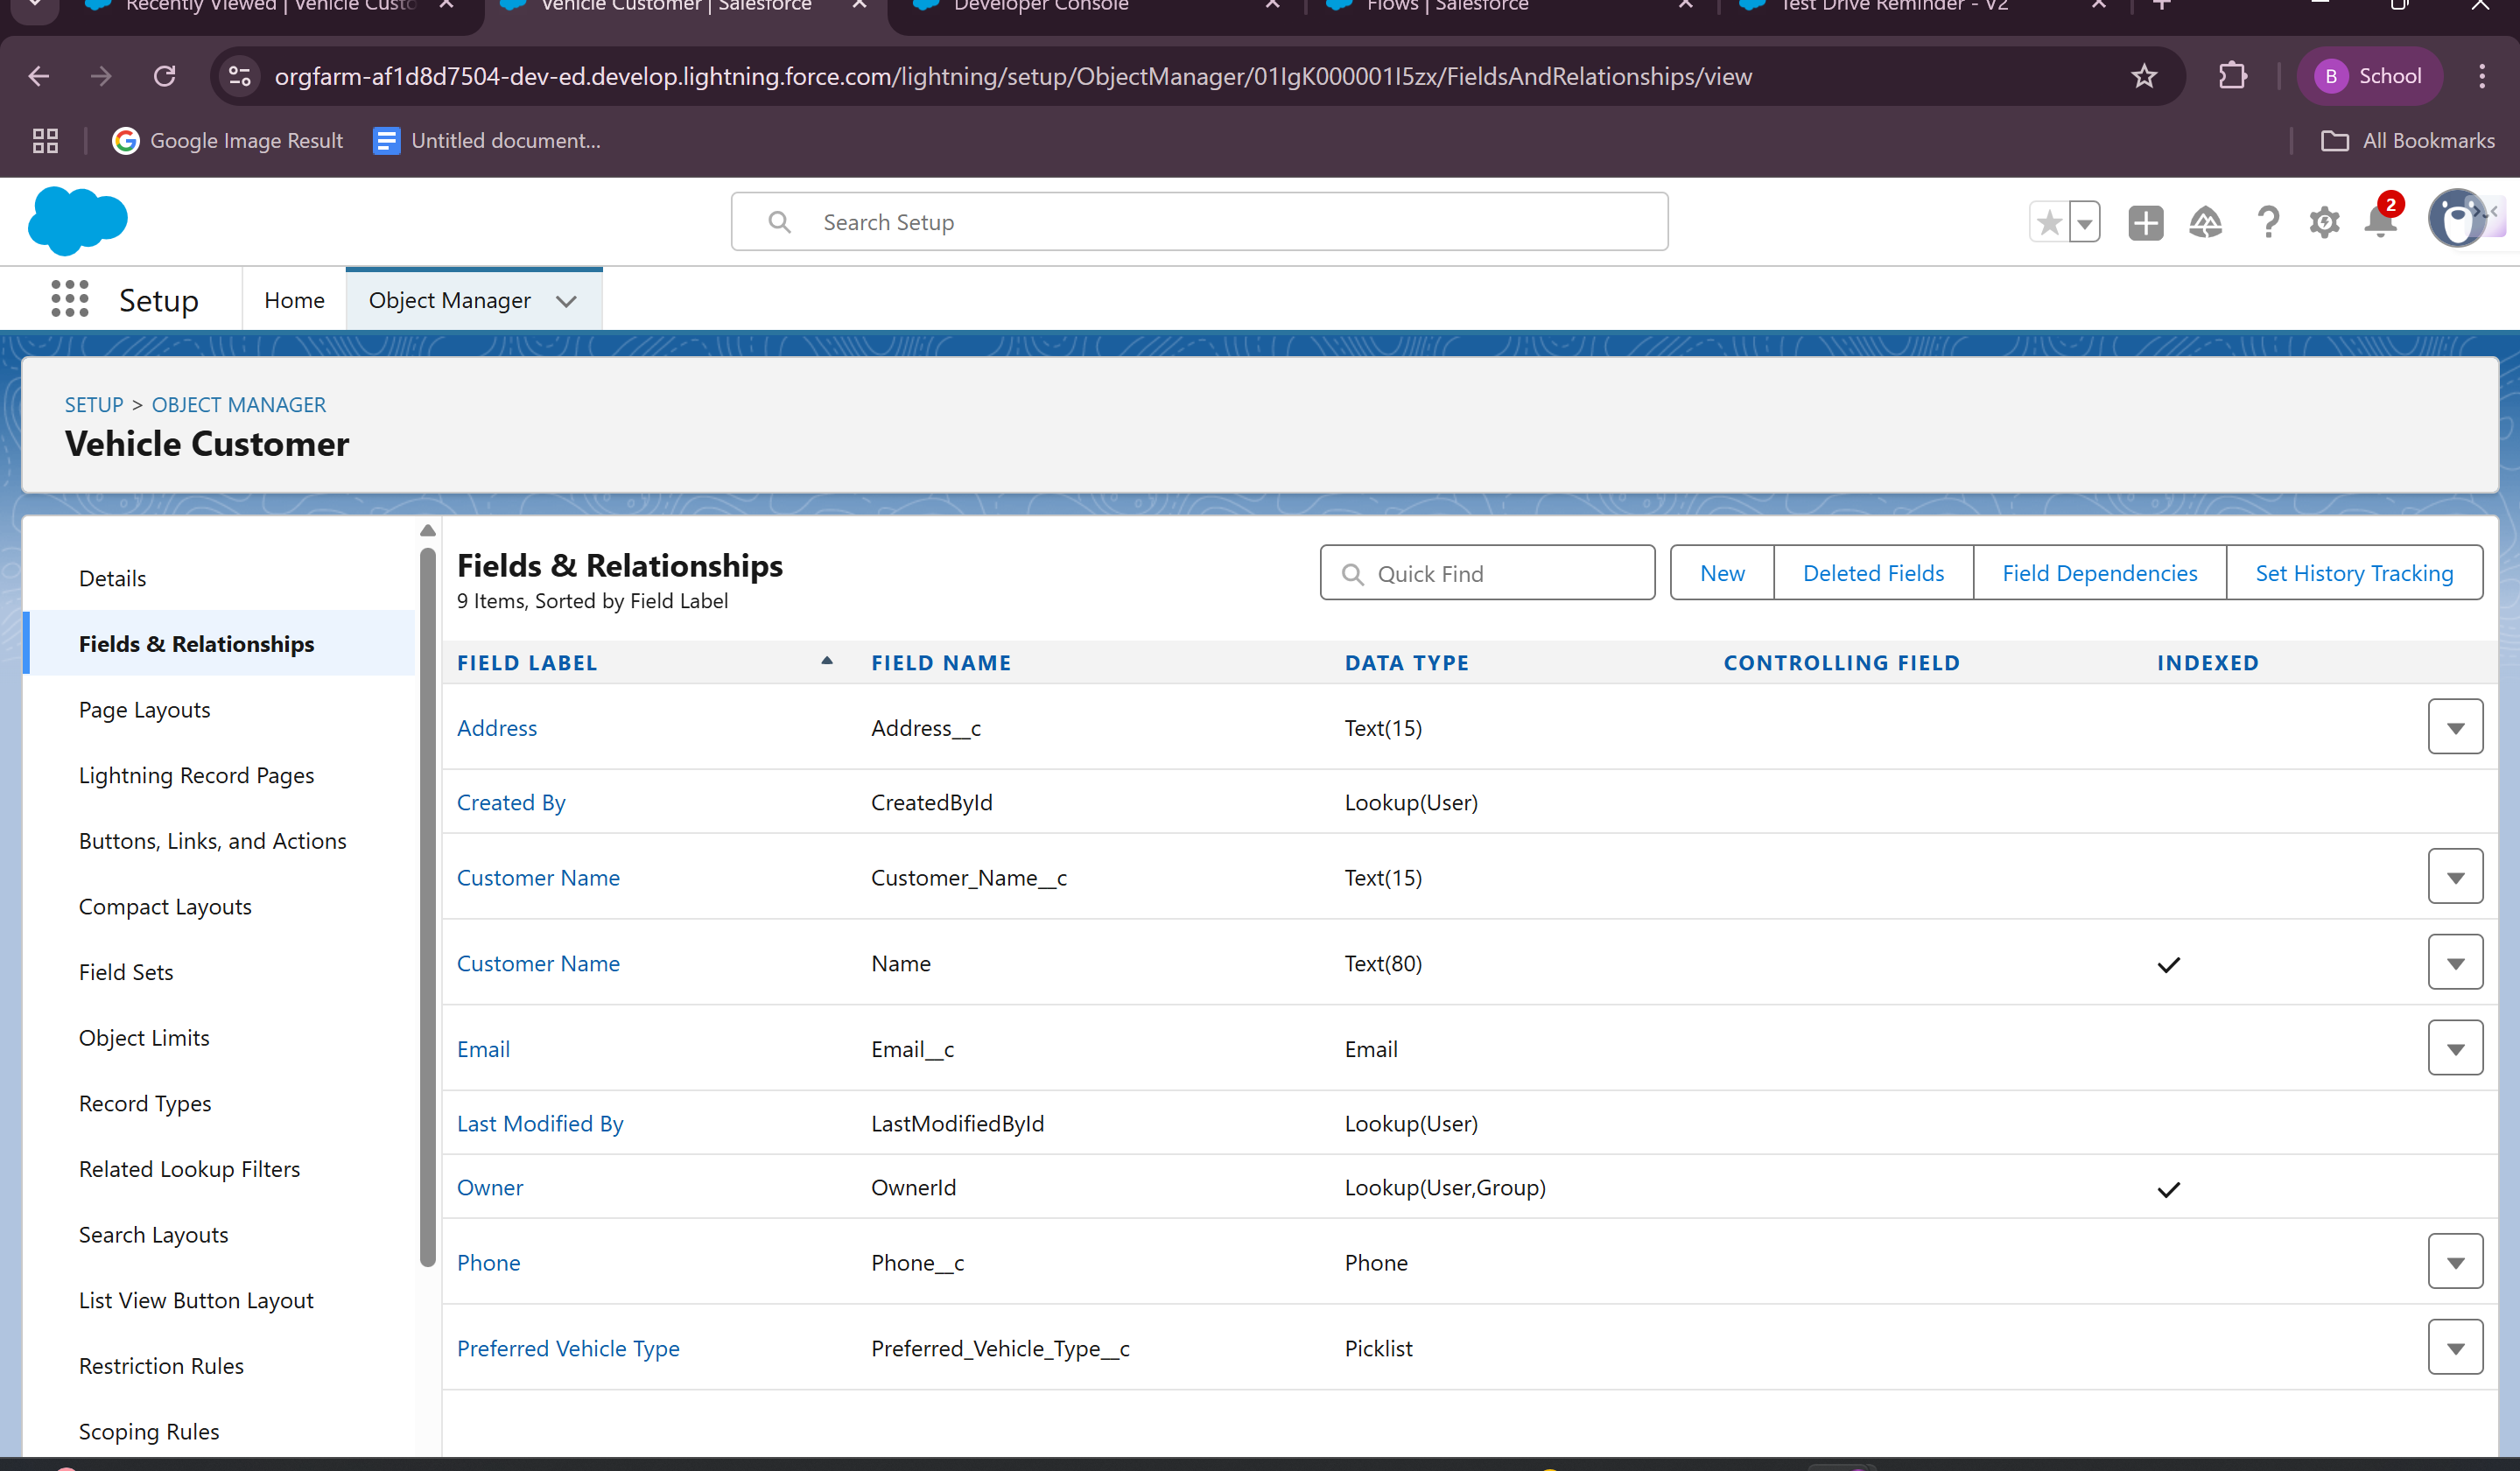 Recently Viewed | Vehicle Custo
Vehicle Customer | Salesforce
Developer Console
Flows | Salesforce
Test Drive Reminder - V2
orgfarm-af1d8d7504-dev-ed.develop.lightning.force.com/lightning/setup/ObjectManager/01IgK000001I5zx/FieldsAndRelationships/view
B School
Google Image Result
Untitled document...
All Bookmarks
Search Setup
2
Setup
Home
Object Manager
SETUP > OBJECT MANAGER
Vehicle Customer
Details
Fields & Relationships
Page Layouts
Lightning Record Pages
Buttons, Links, and Actions
Compact Layouts
Field Sets
Object Limits
Record Types
Related Lookup Filters
Search Layouts
List View Button Layout
Restriction Rules
Scoping Rules
Fields & Relationships
9 Items, Sorted by Field Label
Quick Find
New
Deleted Fields
Field Dependencies
Set History Tracking
FIELD LABEL FIELD NAME DATA TYPE CONTROLLING FIELD INDEXED
Address Address__c Text(15)
Created By CreatedById Lookup(User)
Customer Name Customer_Name__c Text(15)
Customer Name Name Text(80)
Email Email__c Email
Last Modified By LastModifiedById Lookup(User)
Owner OwnerId Lookup(User,Group)
Phone Phone__c Phone
Preferred Vehicle Type Preferred_Vehicle_Type__c Picklist